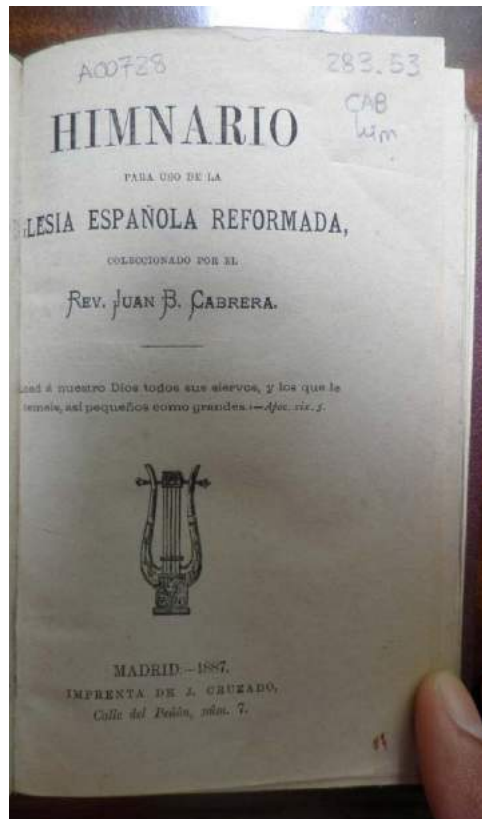 A00728
283.53
CAB
him
HIMNARIO
PARA USO DE LA
IGLESIA ESPAÑOLA REFORMADA,
COLECCIONADO POR EL
REV. JUAN B. CABRERA.
á nuestro Dios todos sus siervos, y los que le
temeis, así pequeños como grandes.»—Apoc. xix. 5.
MADRID.—1887.
IMPRENTA DE J. CRUZADO,
Calle del Peñón, núm. 7.